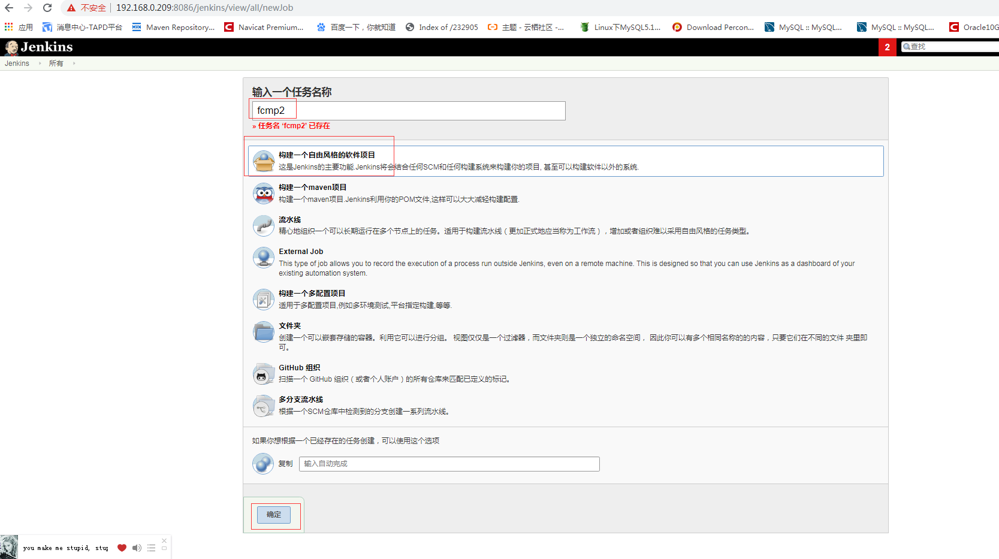 不安全 | 192.168.0.209:8086/jenkins/view/all/newJob
应用 消息中心-TAPD平台 Maven Repository... Navicat Premium... 百度一下，你就知道 Index of /232905 主题 - 云栖社区 -... Linux下MySQL5.1... Download Percon... MySQL :: MySQL... MySQL :: MySQL... Oracle10G
Jenkins 2 查找
Jenkins 所有
输入一个任务名称
fcmp2
» 任务名 ‘fcmp2’ 已存在
构建一个自由风格的软件项目
这是Jenkins的主要功能.Jenkins将会结合任何SCM和任何构建系统来构建你的项目, 甚至可以构建软件以外的系统.
构建一个maven项目
构建一个maven项目.Jenkins利用你的POM文件,这样可以大大减轻构建配置.
流水线
精心地组织一个可以长期运行在多个节点上的任务。适用于构建流水线（更加正式地应当称为工作流），增加或者组织难以采用自由风格的任务类型。
External Job
This type of job allows you to record the execution of a process run outside Jenkins, even on a remote machine. This is designed so that you can use Jenkins as a dashboard of your
existing automation system.
构建一个多配置项目
适用于多配置项目,例如多环境测试,平台指定构建,等等.
文件夹
创建一个可以嵌套存储的容器。利用它可以进行分组。 视图仅仅是一个过滤器，而文件夹则是一个独立的命名空间， 因此你可以有多个相同名称的的内容，只要它们在不同的文件 夹里即
可。
GitHub 组织
扫描一个 GitHub 组织（或者个人账户）的所有仓库来匹配已定义的标记。
多分支流水线
根据一个SCM仓库中检测到的分支创建一系列流水线。
如果你想根据一个已经存在的任务创建，可以使用这个选项
复制 输入自动完成
确定
you make me stupid, stup